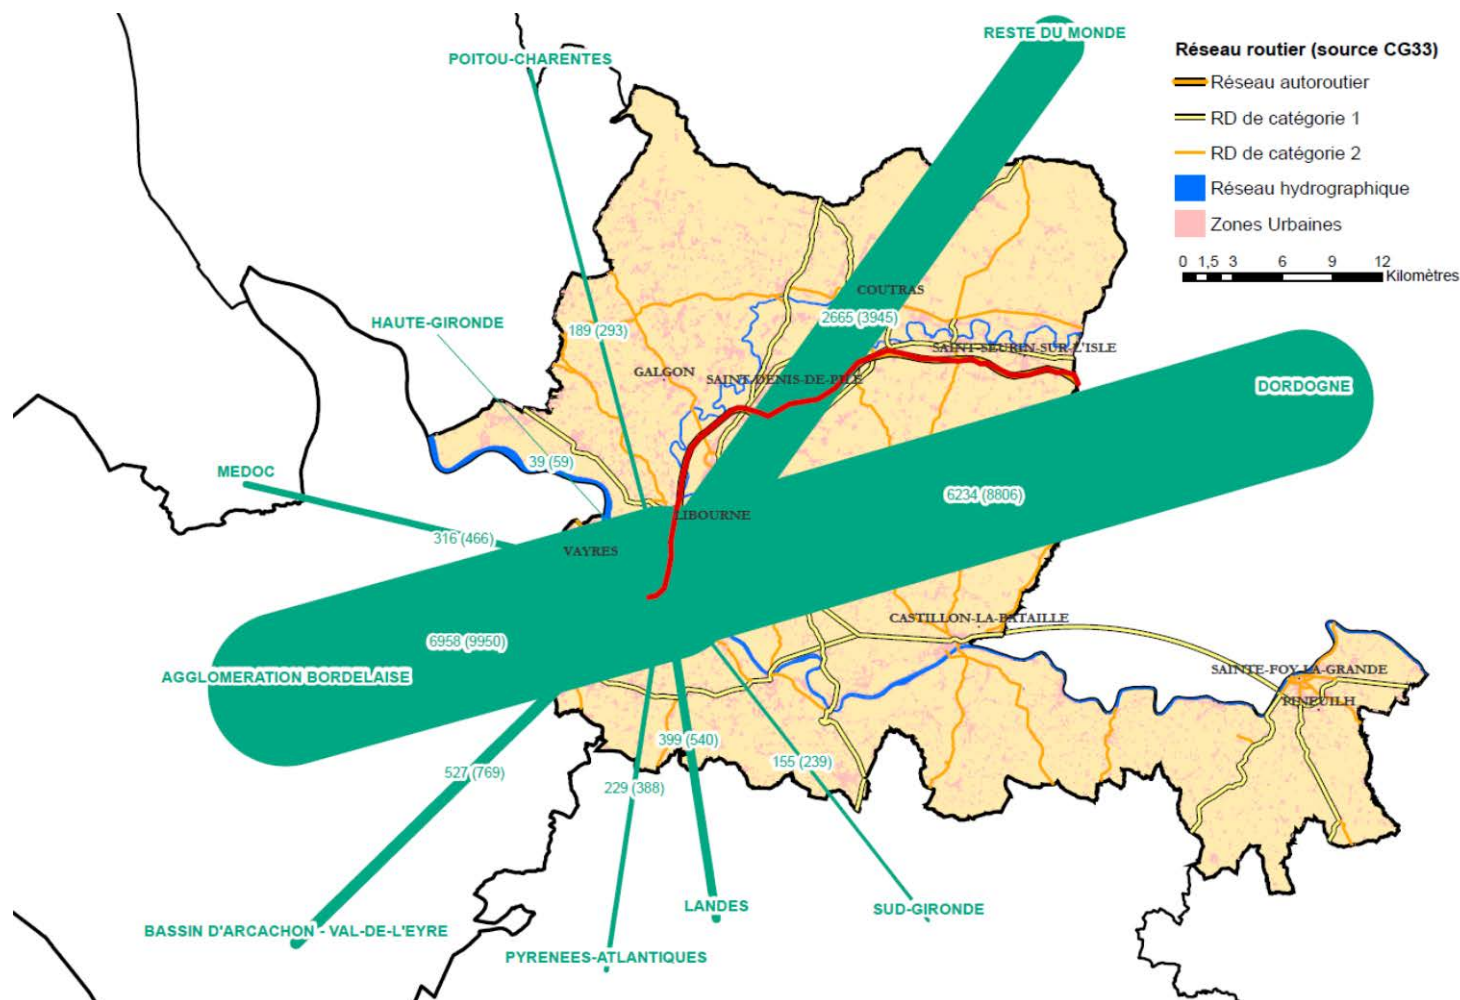 RESTE DU MONDE
POITOU-CHARENTES
Réseau routier (source CG33)
Réseau autoroutier
RD de catégorie 1
RD de catégorie 2
Réseau hydrographique
Zones Urbaines
0 1,5 3 6 9 12
Kilomètres
COUTRAS
2665 (3945)
HAUTE-GIRONDE
189 (293)
SAINT-SEURIN-SUR-L'ISLE
GALGON
SAINT-DENIS-DE-PILE
DORDOGNE
39 (59)
MEDOC
6234 (8806)
LIBOURNE
316 (466)
VAYRES
CASTILLON-LA-BATAILLE
6958 (9950)
AGGLOMERATION BORDELAISE
SAINTE-FOY-LA-GRANDE
PINEUILH
399 (540)
155 (239)
527 (769)
229 (388)
LANDES
SUD-GIRONDE
BASSIN D'ARCACHON - VAL-DE-L'EYRE
PYRENEES-ATLANTIQUES